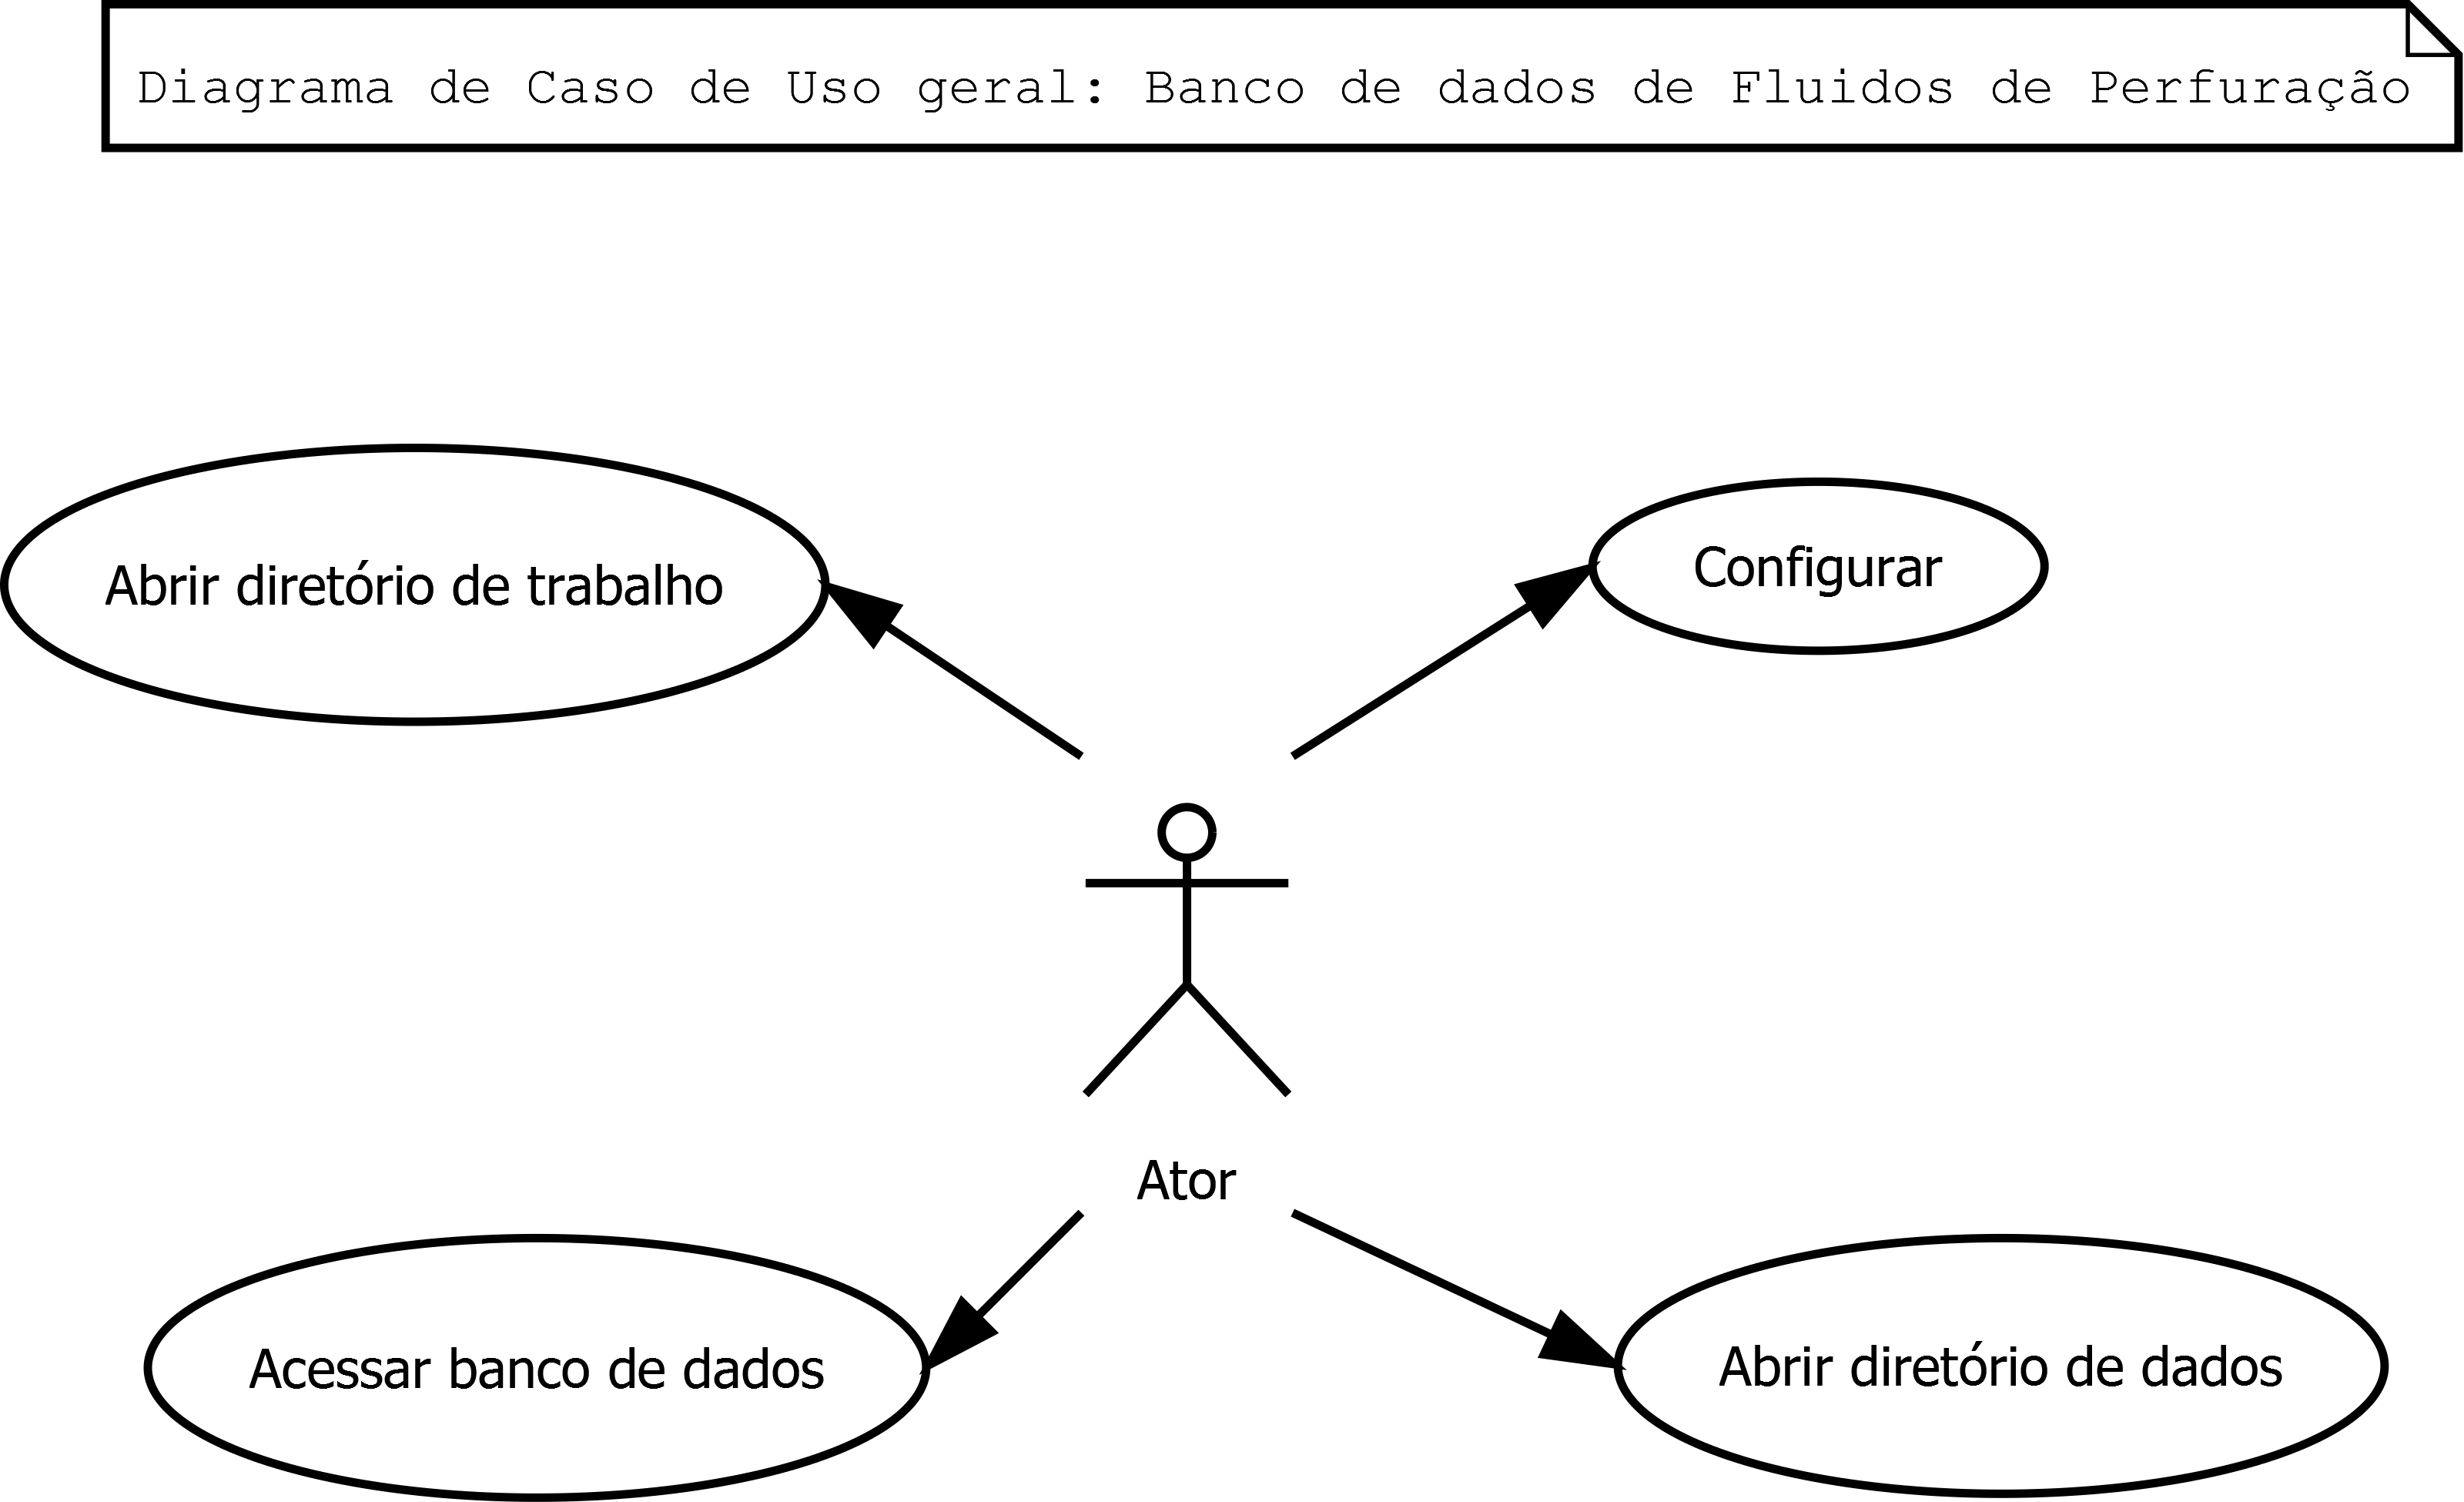 Diagrama de Caso de Uso geral: Banco de dados de Fluidos de Perfuração
Abrir diretório de trabalho
Configurar
Ator
Acessar banco de dados
Abrir diretório de dados